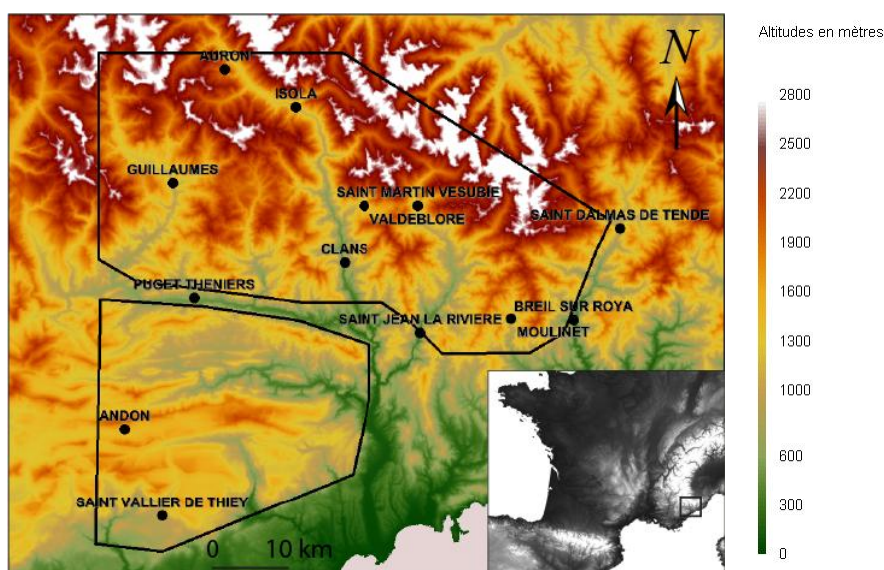 Altitudes en mètres
N
AURON
ISOLA
2800
2500
2200
1900
1600
1300
1000
600
300
0
GUILLAUMES
SAINT MARTIN VESUBIE
VALDEBLORE
SAINT DALMAS DE TENDE
CLANS
PUGET THENIERS
SAINT JEAN LA RIVIERE
BREIL SUR ROYA
MOULINET
ANDON
SAINT VALLIER DE THIEY
0 10 km